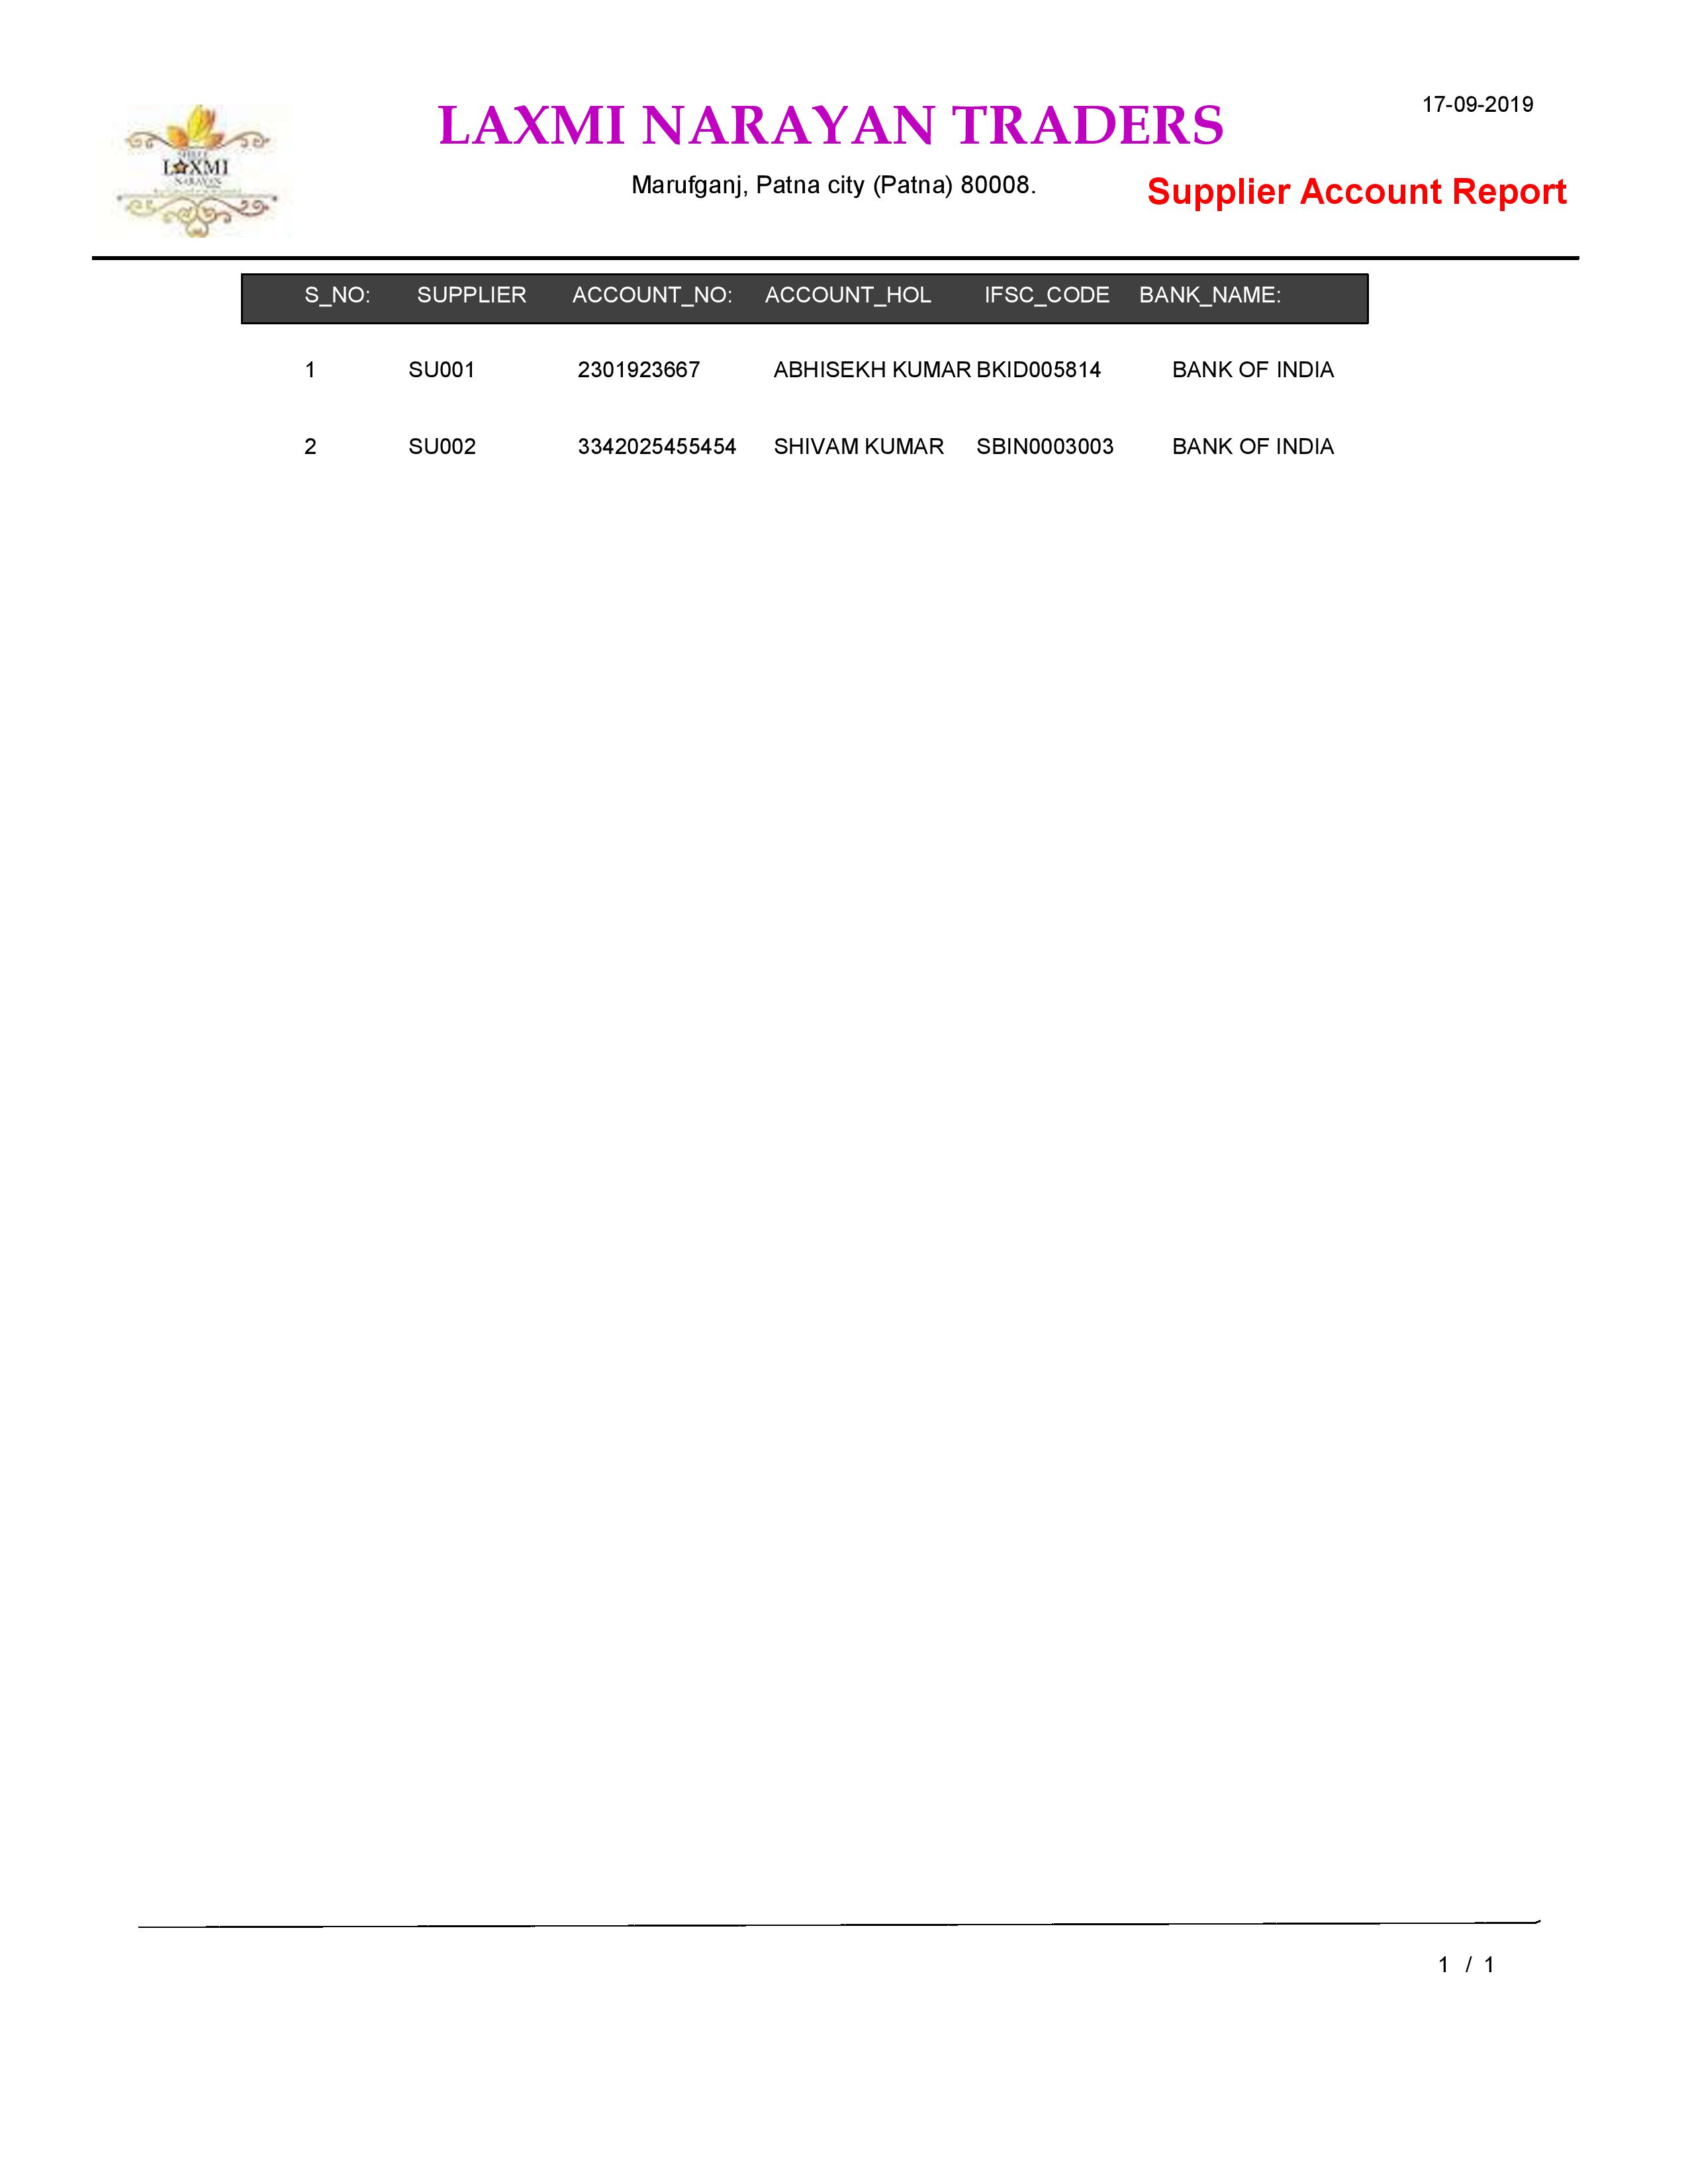 17-09-2019
LAXMI NARAYAN TRADERS
Marufganj, Patna city (Patna) 80008.
Supplier Account Report
SHREE
LAXMI
NARAYAN
S_NO: SUPPLIER ACCOUNT_NO: ACCOUNT_HOL IFSC_CODE BANK_NAME:
1 SU001 2301923667 ABHISEKH KUMAR BKID005814 BANK OF INDIA
2 SU002 3342025455454 SHIVAM KUMAR SBIN0003003 BANK OF INDIA
1 / 1